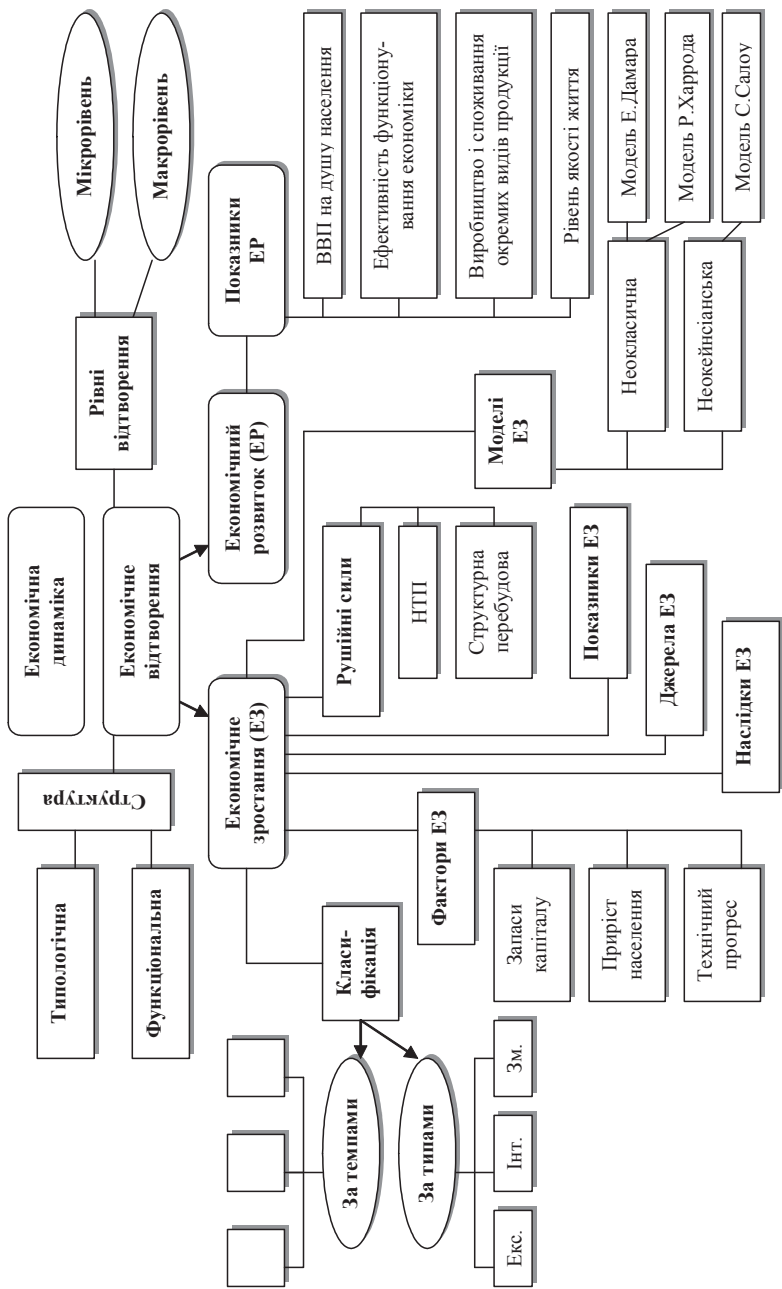 Економічна
динаміка
Типологічна
Функціональна
Структура
Економічне
відтворення
Рівні
відтворення
Мікрорівень
Макрорівень
Економічне
зростання (ЕЗ)
Економічний
розвиток (ЕР)
Показники
ЕР
ВВП на душу населення
Ефективність функціону-
вання економіки
Виробництво і споживання
окремих видів продукції
Рівень якості життя
Класи-
фікація
За темпами
За типами
Екс.
Інт.
Зм.
Фактори ЕЗ
Запаси
капіталу
Приріст
населення
Технічний
прогрес
Рушійні сили
НТП
Структурна
перебудова
Показники ЕЗ
Джерела ЕЗ
Наслідки ЕЗ
Моделі
ЕЗ
Неокласична
Неокейнсіанська
Модель Е.Дамара
Модель Р.Харрода
Модель С.Салоу